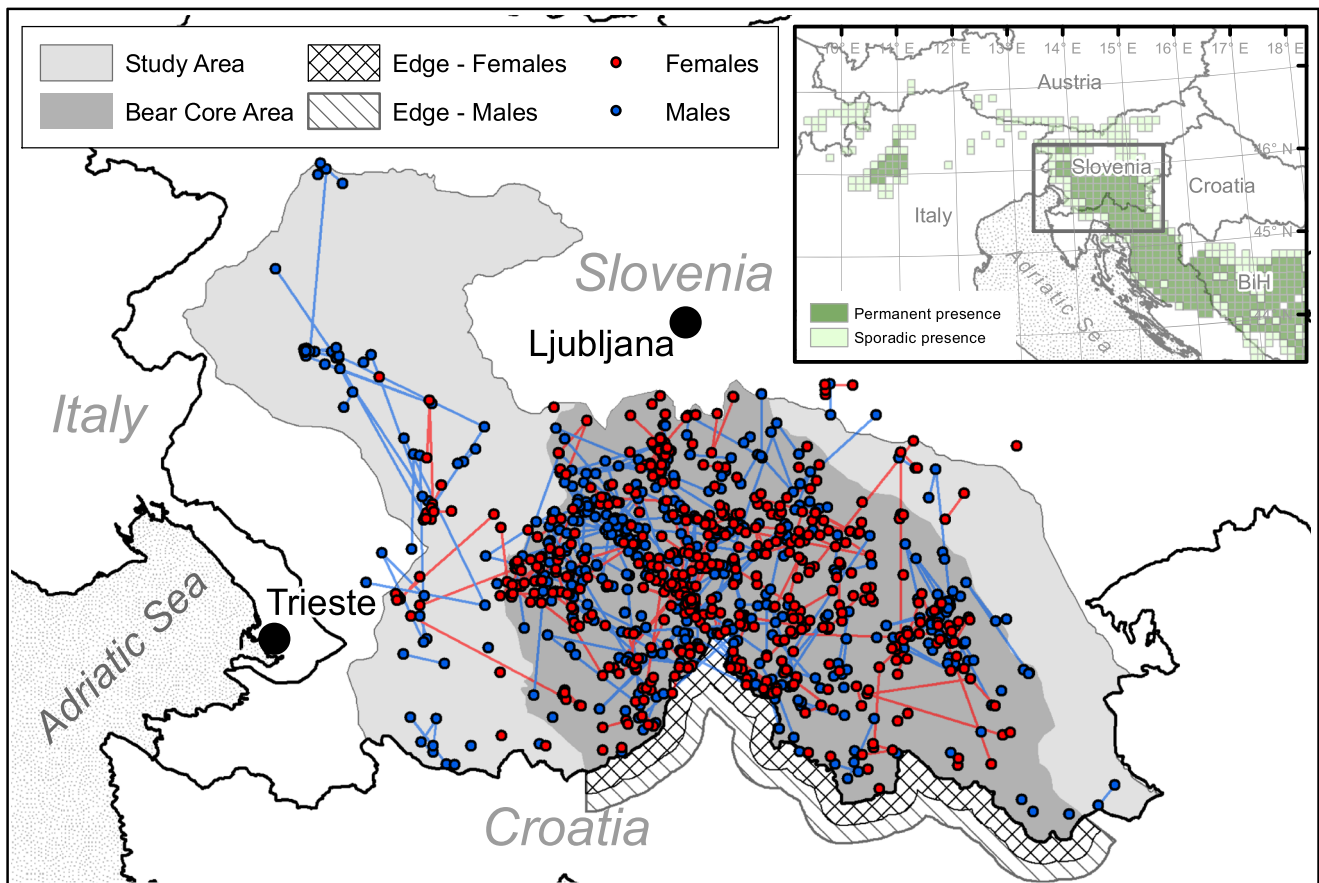 Study Area
Edge - Females
Females
Bear Core Area
Edge - Males
Males
10° E 11° E 12° E 13° E 14° E 15° E 16° E 17° E 18° E
Austria
46° N
Slovenia
Croatia
Italy
45° N
Adriatic Sea
BiH
44° N
Permanent presence
Sporadic presence
Slovenia
Ljubljana
Italy
Trieste
Adriatic Sea
Croatia